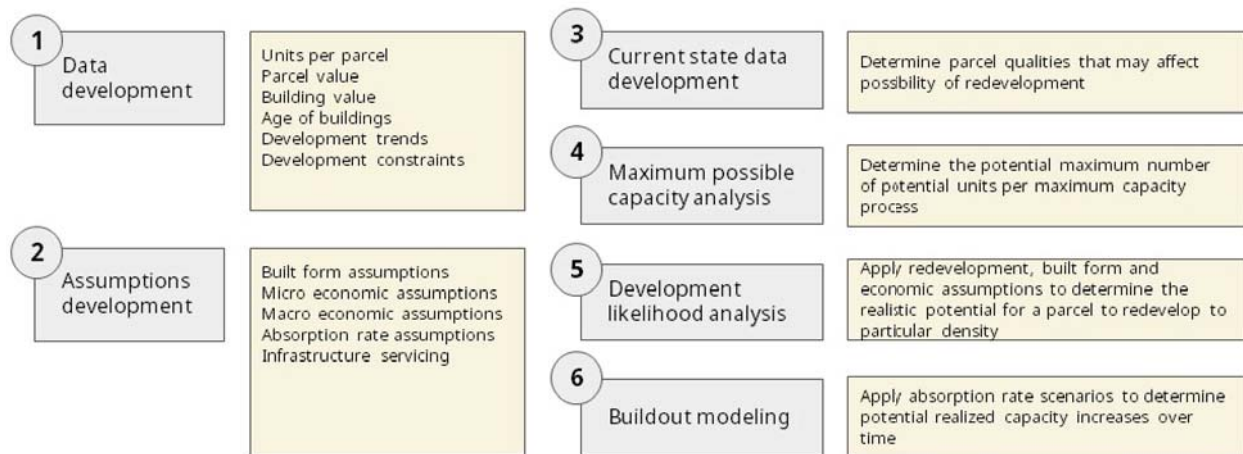 1
Data
development
Units per parcel
Parcel value
Building value
Age of buildings
Development trends
Development constraints
2
Assumptions
development
Built form assumptions
Micro economic assumptions
Macro economic assumptions
Absorption rate assumptions
Infrastructure servicing
3
Current state data
development
Determine parcel qualities that may affect
possibility of redevelopment
4
Maximum possible
capacity analysis
Determine the potential maximum number
of potential units per maximum capacity
process
5
Development
likelihood analysis
Apply redevelopment, built form and
economic assumptions to determine the
realistic potential for a parcel to redevelop to
particular density
6
Buildout modeling
Apply absorption rate scenarios to determine
potential realized capacity increases over
time